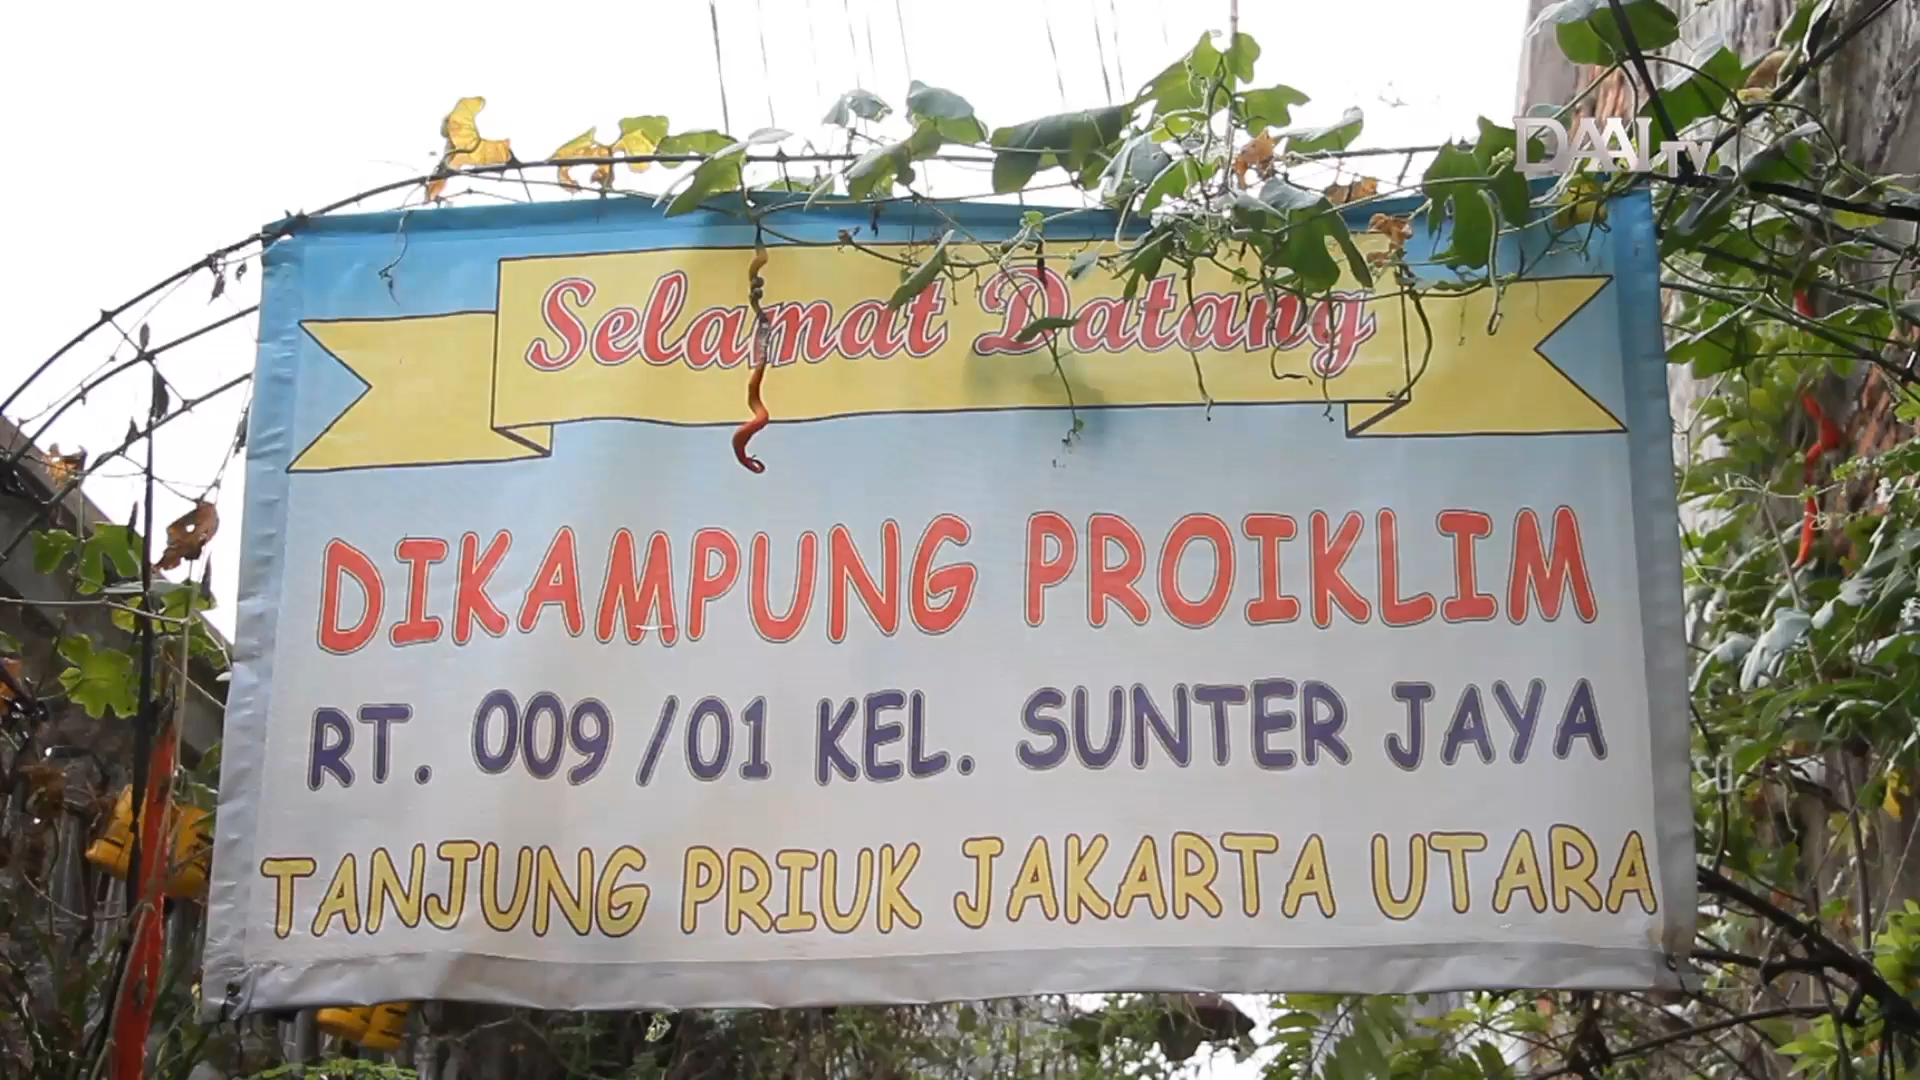 DAAI TV
Selamat Datang
DIKAMPUNG PROIKLIM
RT. 009 /01 KEL. SUNTER JAYA
TANJUNG PRIUK JAKARTA UTARA